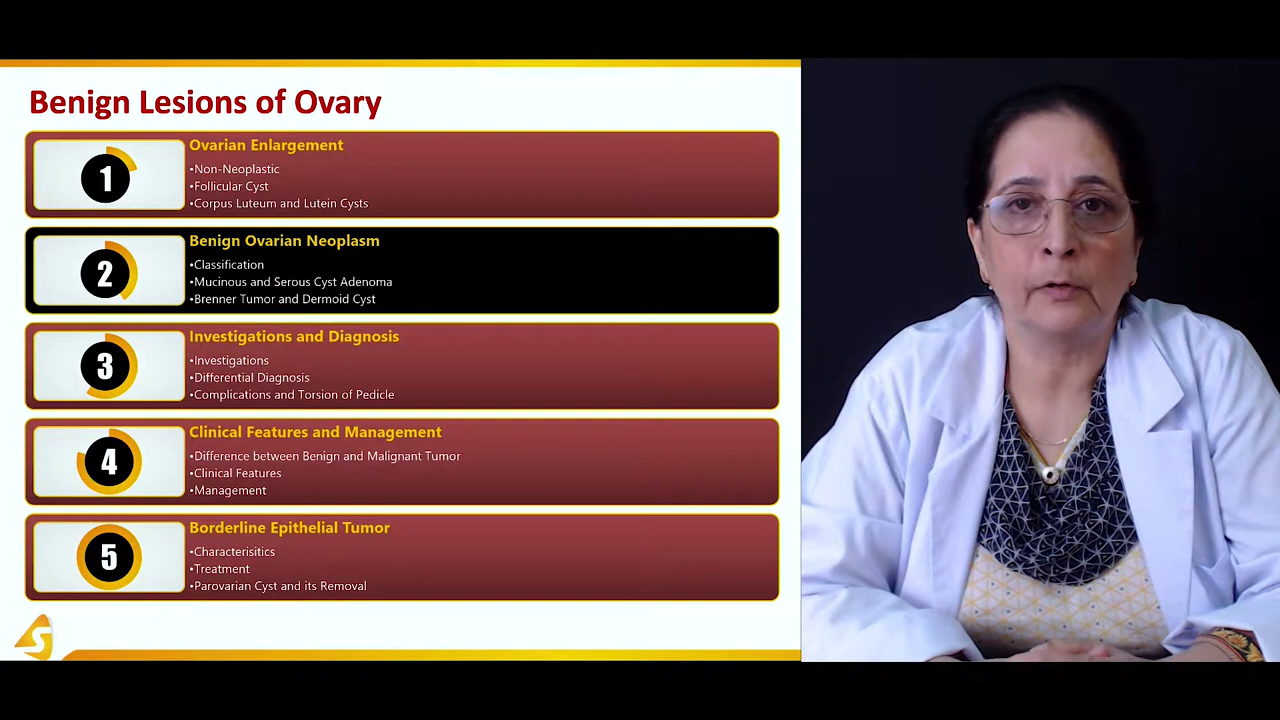 Benign Lesions of Ovary
1
Ovarian Enlargement
•Non-Neoplastic
•Follicular Cyst
•Corpus Luteum and Lutein Cysts
2
Benign Ovarian Neoplasm
•Classification
•Mucinous and Serous Cyst Adenoma
•Brenner Tumor and Dermoid Cyst
3
Investigations and Diagnosis
•Investigations
•Differential Diagnosis
•Complications and Torsion of Pedicle
4
Clinical Features and Management
•Difference between Benign and Malignant Tumor
•Clinical Features
•Management
5
Borderline Epithelial Tumor
•Characterisitics
•Treatment
•Parovarian Cyst and its Removal
S